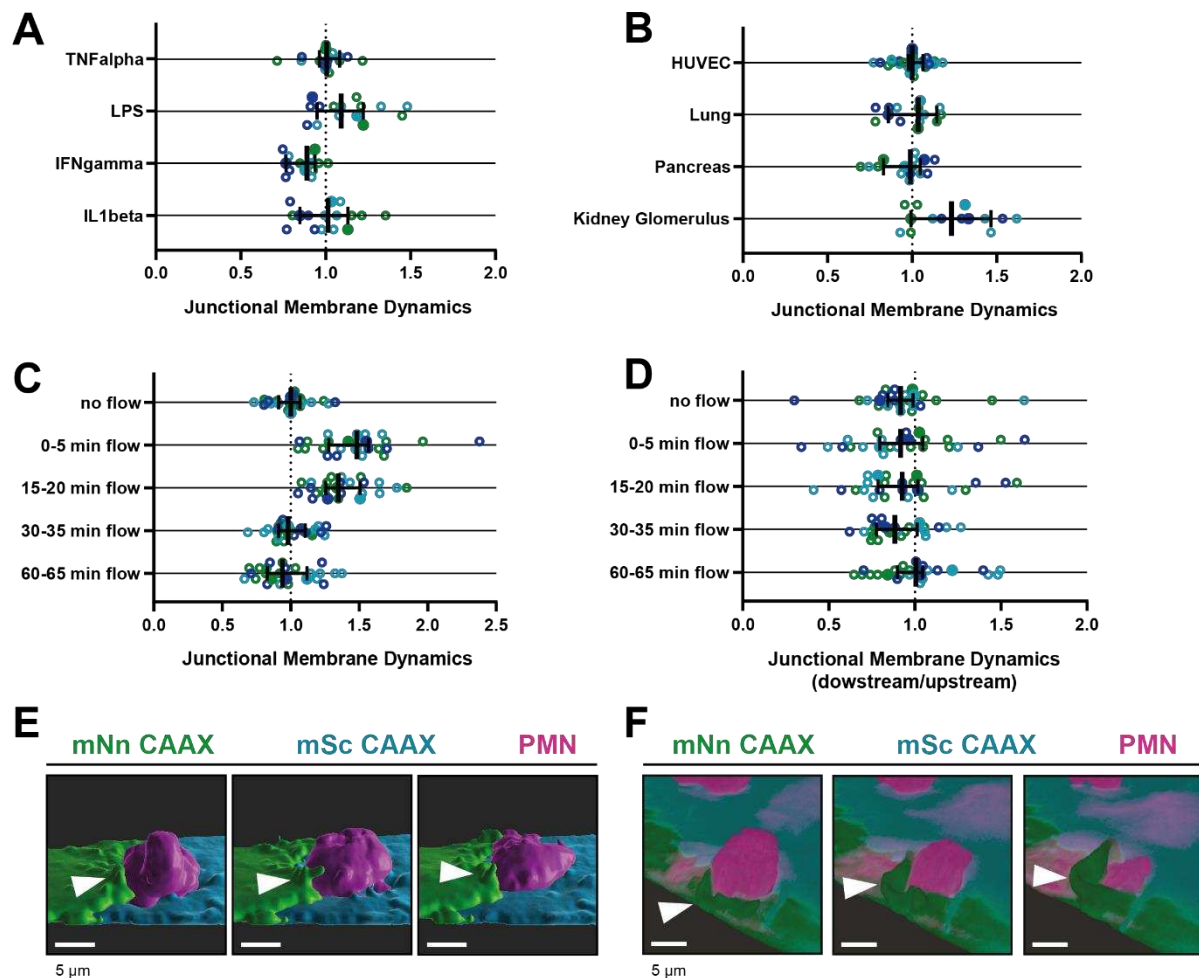 A
TNFalpha
LPS
IFNgamma
IL1beta
0.0 0.5 1.0 1.5 2.0
Junctional Membrane Dynamics
B
HUVEC
Lung
Pancreas
Kidney Glomerulus
0.0 0.5 1.0 1.5 2.0
Junctional Membrane Dynamics
C
no flow
0-5 min flow
15-20 min flow
30-35 min flow
60-65 min flow
0.0 0.5 1.0 1.5 2.0 2.5
Junctional Membrane Dynamics
D
no flow
0-5 min flow
15-20 min flow
30-35 min flow
60-65 min flow
0.0 0.5 1.0 1.5 2.0
Junctional Membrane Dynamics
(dowstream/upstream)
E
mNn CAAX mSc CAAX PMN
5 µm
F
mNn CAAX mSc CAAX PMN
5 µm